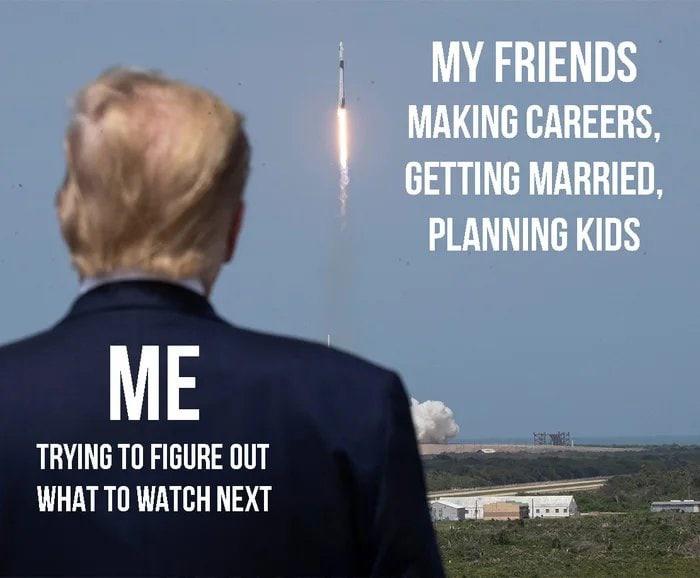 MY FRIENDS
MAKING CAREERS,
GETTING MARRIED,
PLANNING KIDS
ME
TRYING TO FIGURE OUT
WHAT TO WATCH NEXT